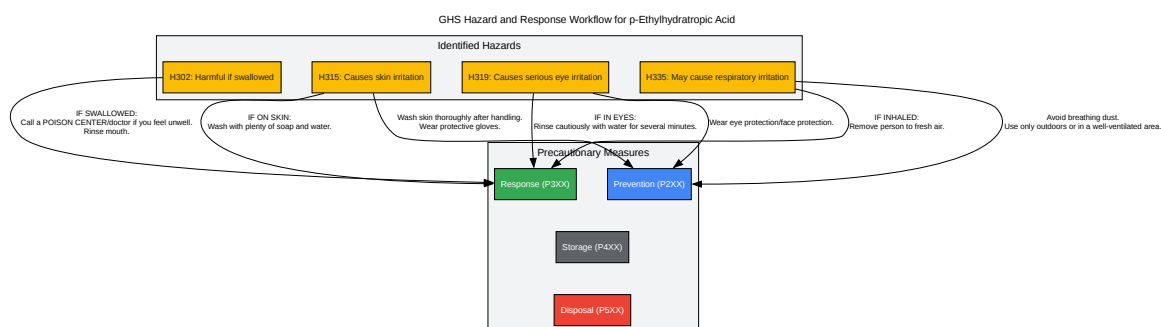 GHS Hazard and Response Workflow for p-Ethylhydratropic Acid
Identified Hazards
H302: Harmful if swallowed
H315: Causes skin irritation
H319: Causes serious eye irritation
H335: May cause respiratory irritation
IF SWALLOWED:
Call a POISON CENTER/doctor if you feel unwell.
Rinse mouth.
IF ON SKIN:
Wash with plenty of soap and water.
Wash skin thoroughly after handling.
Wear protective gloves.
IF IN EYES:
Rinse cautiously with water for several minutes.
Wear eye protection/face protection.
IF INHALED:
Remove person to fresh air.
Avoid breathing dust.
Use only outdoors or in a well-ventilated area.
Precautionary Measures
Response (P3XX)
Prevention (P2XX)
Storage (P4XX)
Disposal (P5XX)